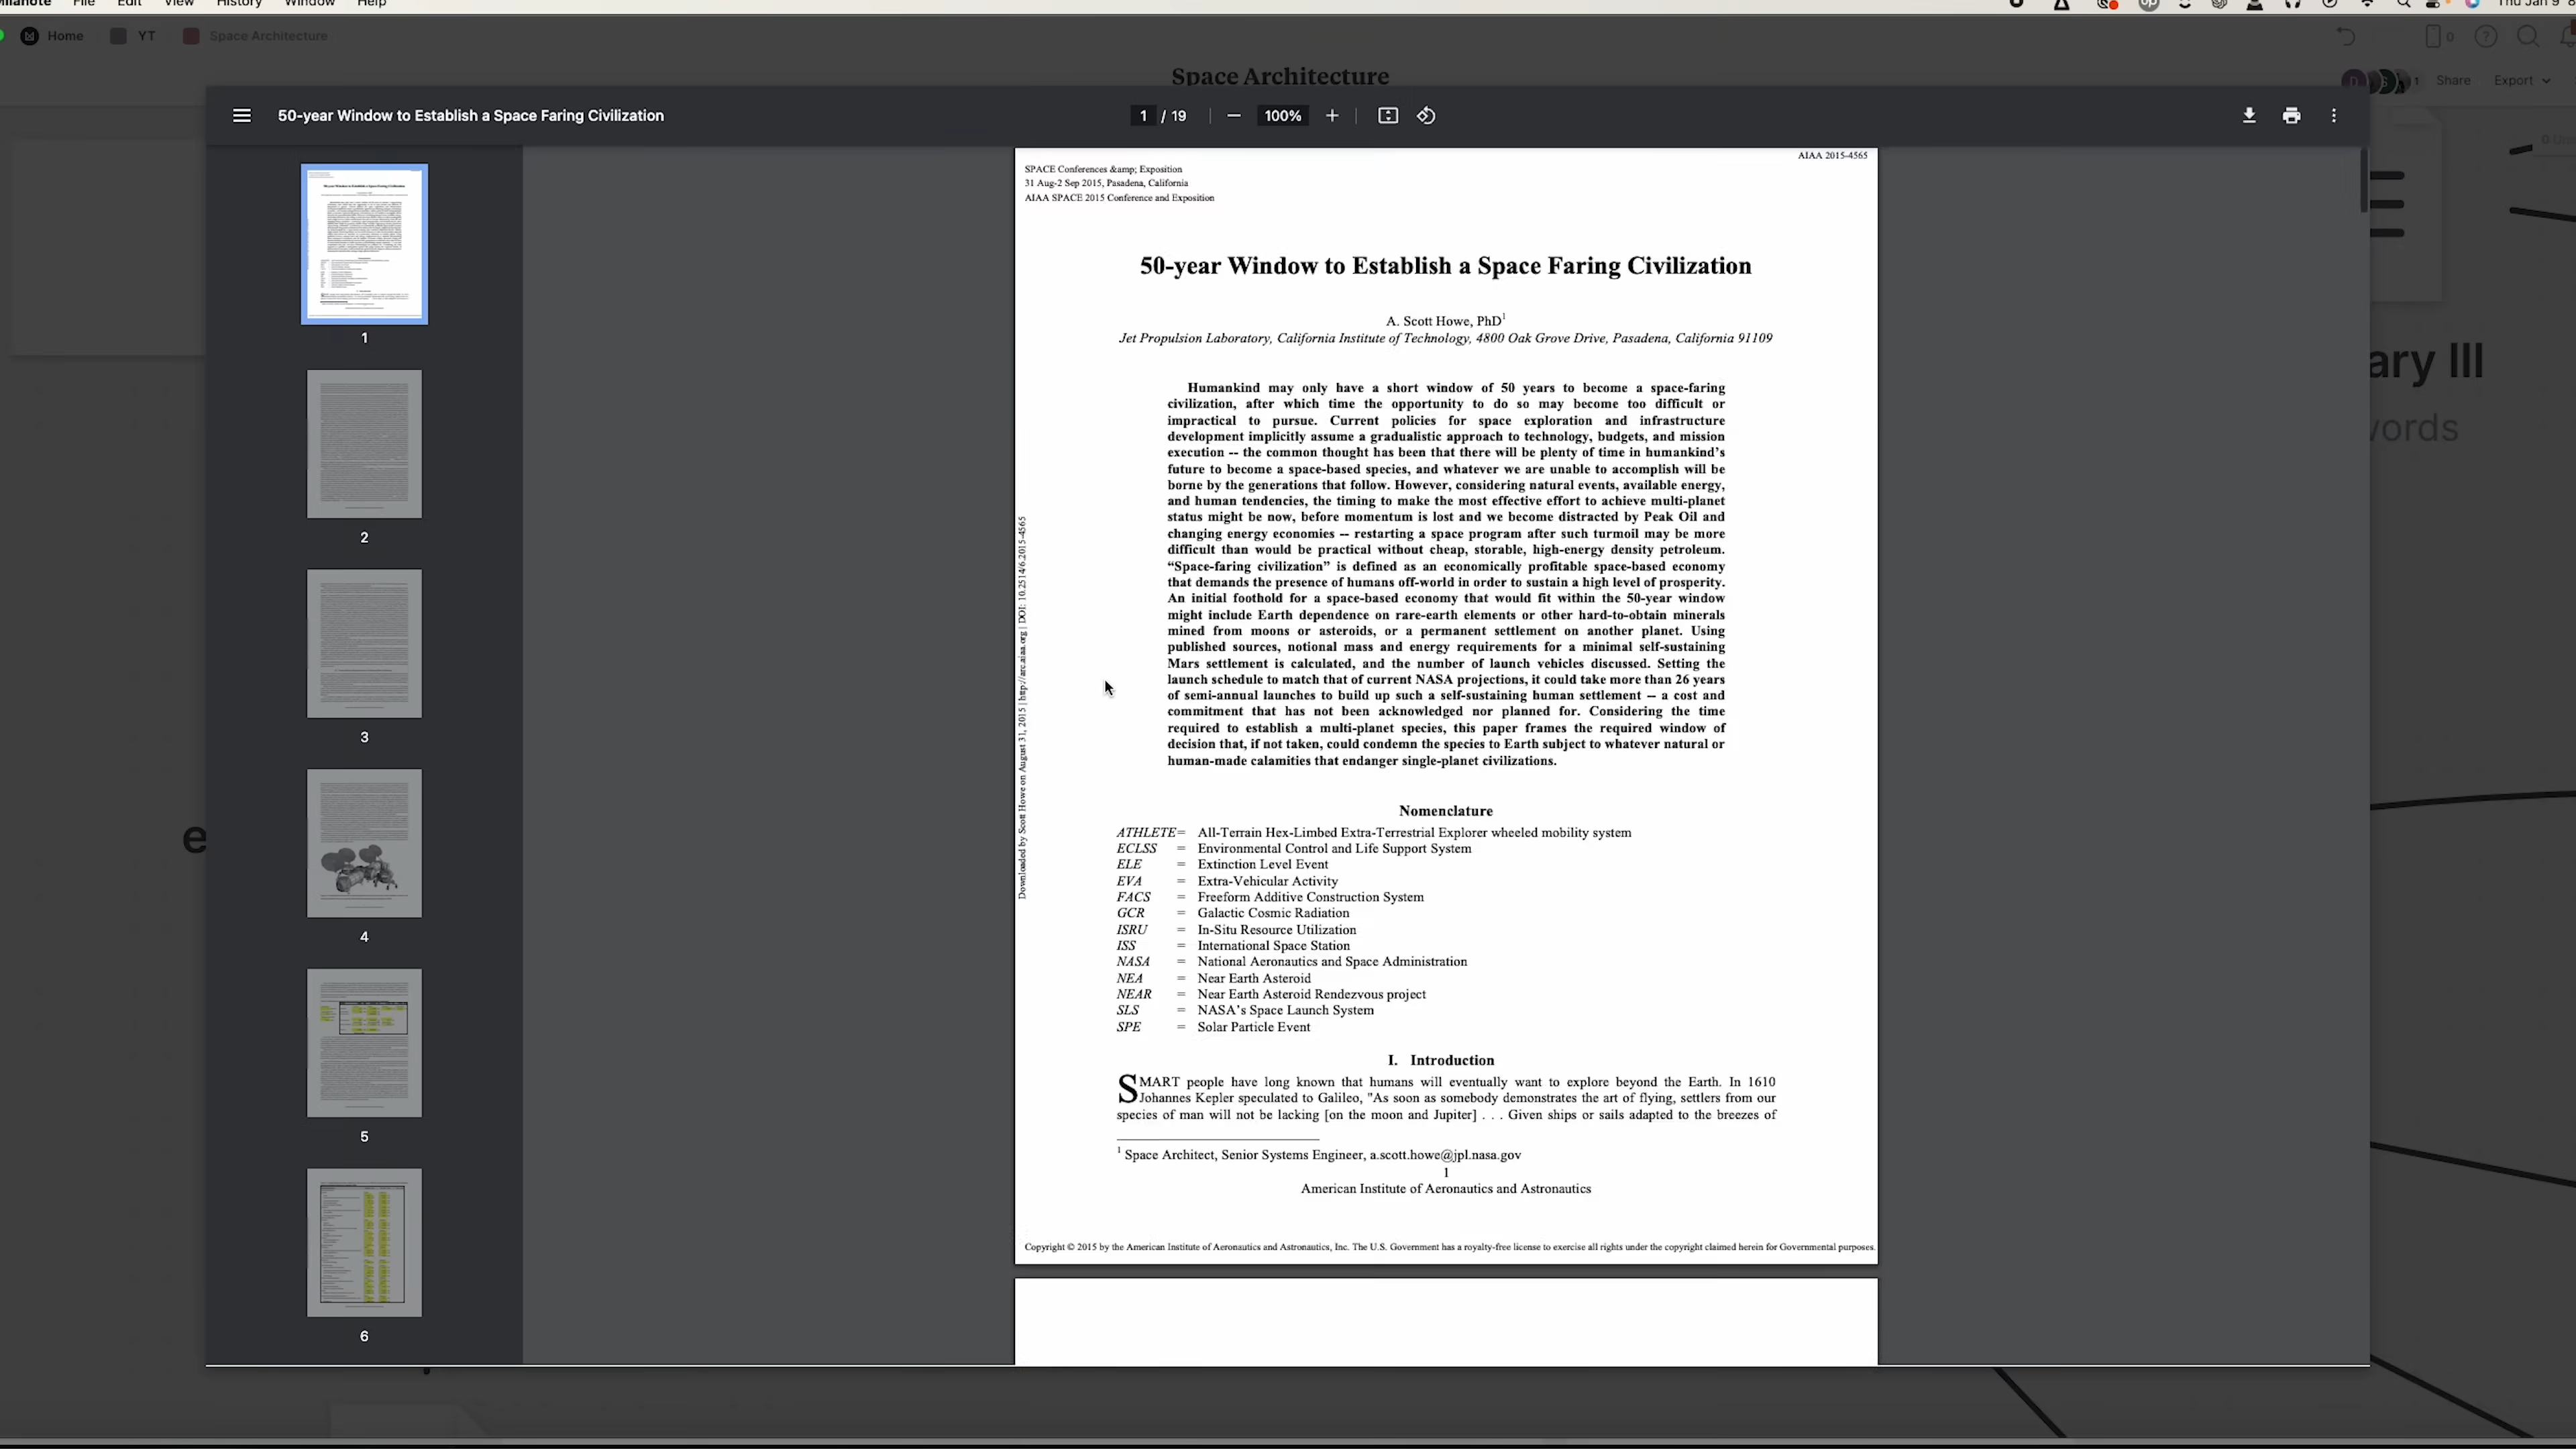 Milanote File Edit View History Window Help
Thu Jan 9
Home YT Space Architecture
0
Space Architecture
1 Share Export
50-year Window to Establish a Space Faring Civilization
1 / 19
100%
1
2
3
4
5
6
SPACE Conferences &amp; Exposition
31 Aug-2 Sep 2015, Pasadena, California
AIAA SPACE 2015 Conference and Exposition
AIAA 2015-4565
50-year Window to Establish a Space Faring Civilization
A. Scott Howe, PhD1
Jet Propulsion Laboratory, California Institute of Technology, 4800 Oak Grove Drive, Pasadena, California 91109
Humankind may only have a short window of 50 years to become a space-faring
civilization, after which time the opportunity to do so may become too difficult or
impractical to pursue. Current policies for space exploration and infrastructure
development implicitly assume a gradualistic approach to technology, budgets, and mission
execution -- the common thought has been that there will be plenty of time in humankind's
future to become a space-based species, and whatever we are unable to accomplish will be
borne by the generations that follow. However, considering natural events, available energy,
and human tendencies, the timing to make the most effective effort to achieve multi-planet
status might be now, before momentum is lost and we become distracted by Peak Oil and
changing energy economies -- restarting a space program after such turmoil may be more
difficult than would be practical without cheap, storable, high-energy density petroleum.
“Space-faring civilization” is defined as an economically profitable space-based economy
that demands the presence of humans off-world in order to sustain a high level of prosperity.
An initial foothold for a space-based economy that would fit within the 50-year window
might include Earth dependence on rare-earth elements or other hard-to-obtain minerals
mined from moons or asteroids, or a permanent settlement on another planet. Using
published sources, notional mass and energy requirements for a minimal self-sustaining
Mars settlement is calculated, and the number of launch vehicles discussed. Setting the
launch schedule to match that of current NASA projections, it could take more than 26 years
of semi-annual launches to build up such a self-sustaining human settlement -- a cost and
commitment that has not been acknowledged nor planned for. Considering the time
required to establish a multi-planet species, this paper frames the required window of
decision that, if not taken, could condemn the species to Earth subject to whatever natural or
human-made calamities that endanger single-planet civilizations.
Downloaded by Scott Howe on August 31, 2015 | http://arc.aiaa.org | DOI: 10.2514/6.2015-4565
Nomenclature
ATHLETE= All-Terrain Hex-Limbed Extra-Terrestrial Explorer wheeled mobility system
ECLSS = Environmental Control and Life Support System
ELE = Extinction Level Event
EVA = Extra-Vehicular Activity
FACS = Freeform Additive Construction System
GCR = Galactic Cosmic Radiation
ISRU = In-Situ Resource Utilization
ISS = International Space Station
NASA = National Aeronautics and Space Administration
NEA = Near Earth Asteroid
NEAR = Near Earth Asteroid Rendezvous project
SLS = NASA's Space Launch System
SPE = Solar Particle Event
I. Introduction
SMART people have long known that humans will eventually want to explore beyond the Earth. In 1610
Johannes Kepler speculated to Galileo, "As soon as somebody demonstrates the art of flying, settlers from our
species of man will not be lacking [on the moon and Jupiter] . . . Given ships or sails adapted to the breezes of
1 Space Architect, Senior Systems Engineer, a.scott.howe@jpl.nasa.gov
1
American Institute of Aeronautics and Astronautics
Copyright © 2015 by the American Institute of Aeronautics and Astronautics, Inc. The U.S. Government has a royalty-free license to exercise all rights under the copyright claimed herein for Governmental purposes.
ary III
words
e